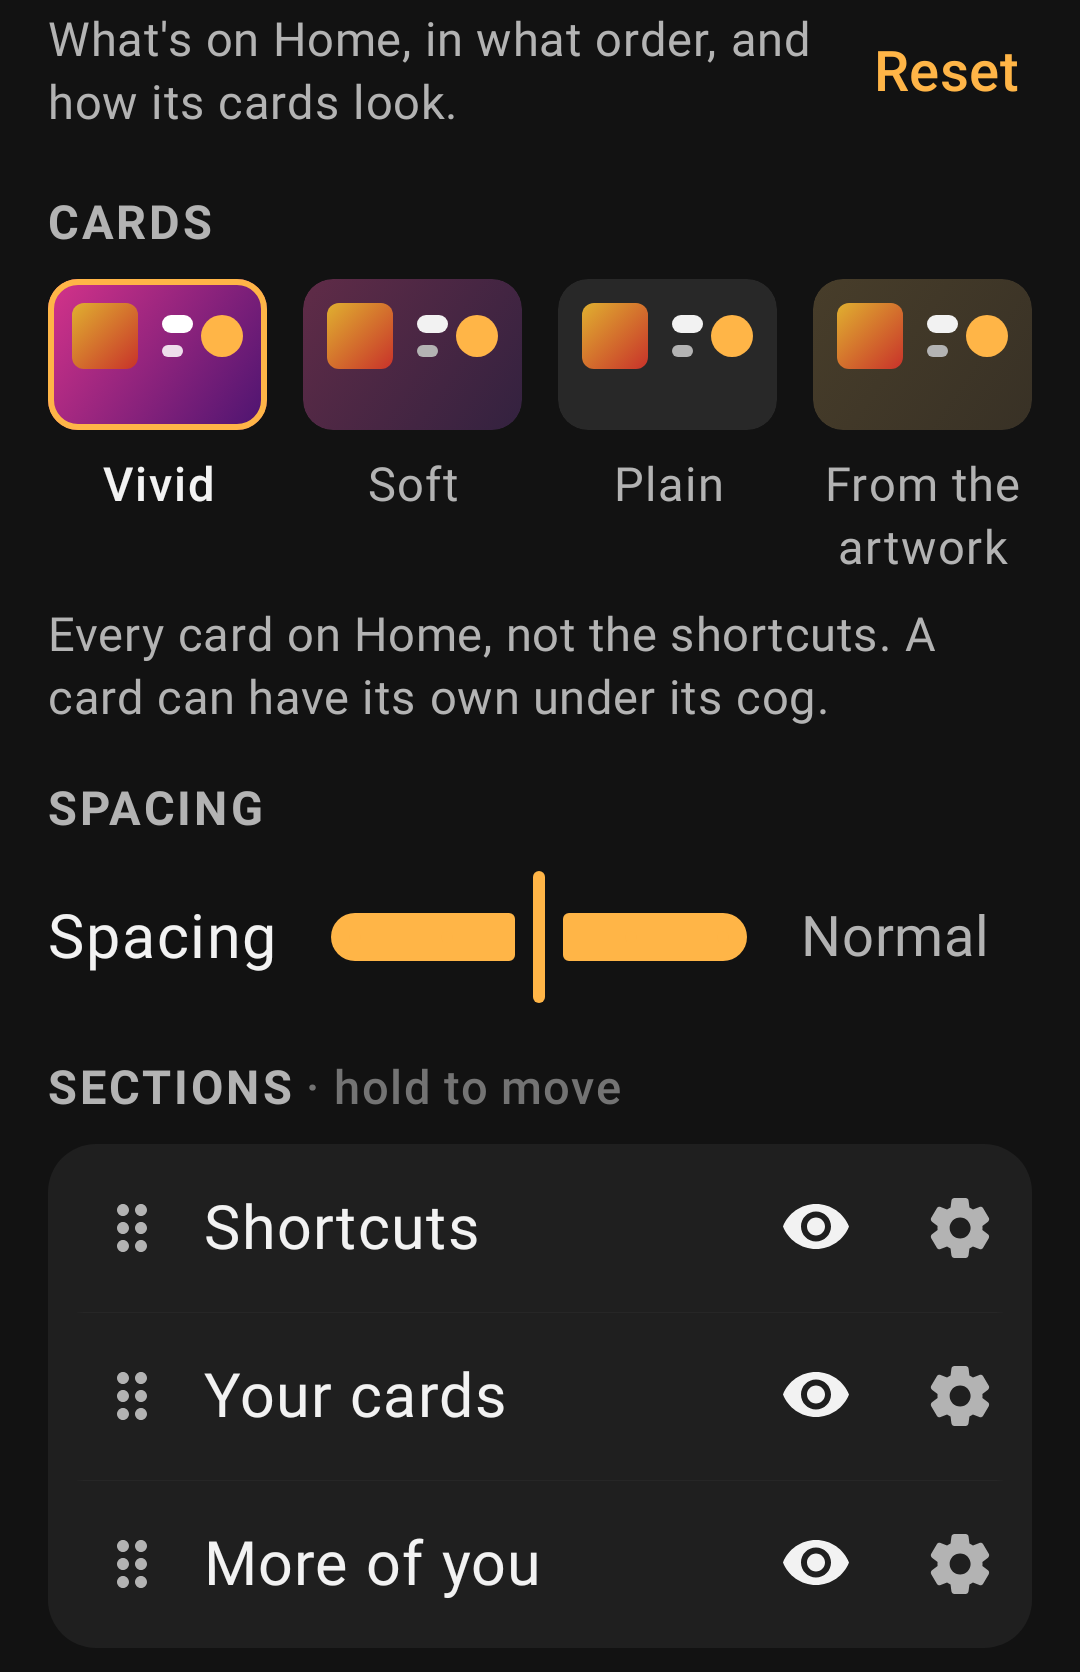 What's on Home, in what order, and
how its cards look.
Reset
CARDS
Vivid
Soft
Plain
From the
artwork
Every card on Home, not the shortcuts. A
card can have its own under its cog.
SPACING
Spacing
Normal
SECTIONS · hold to move
Shortcuts
Your cards
More of you